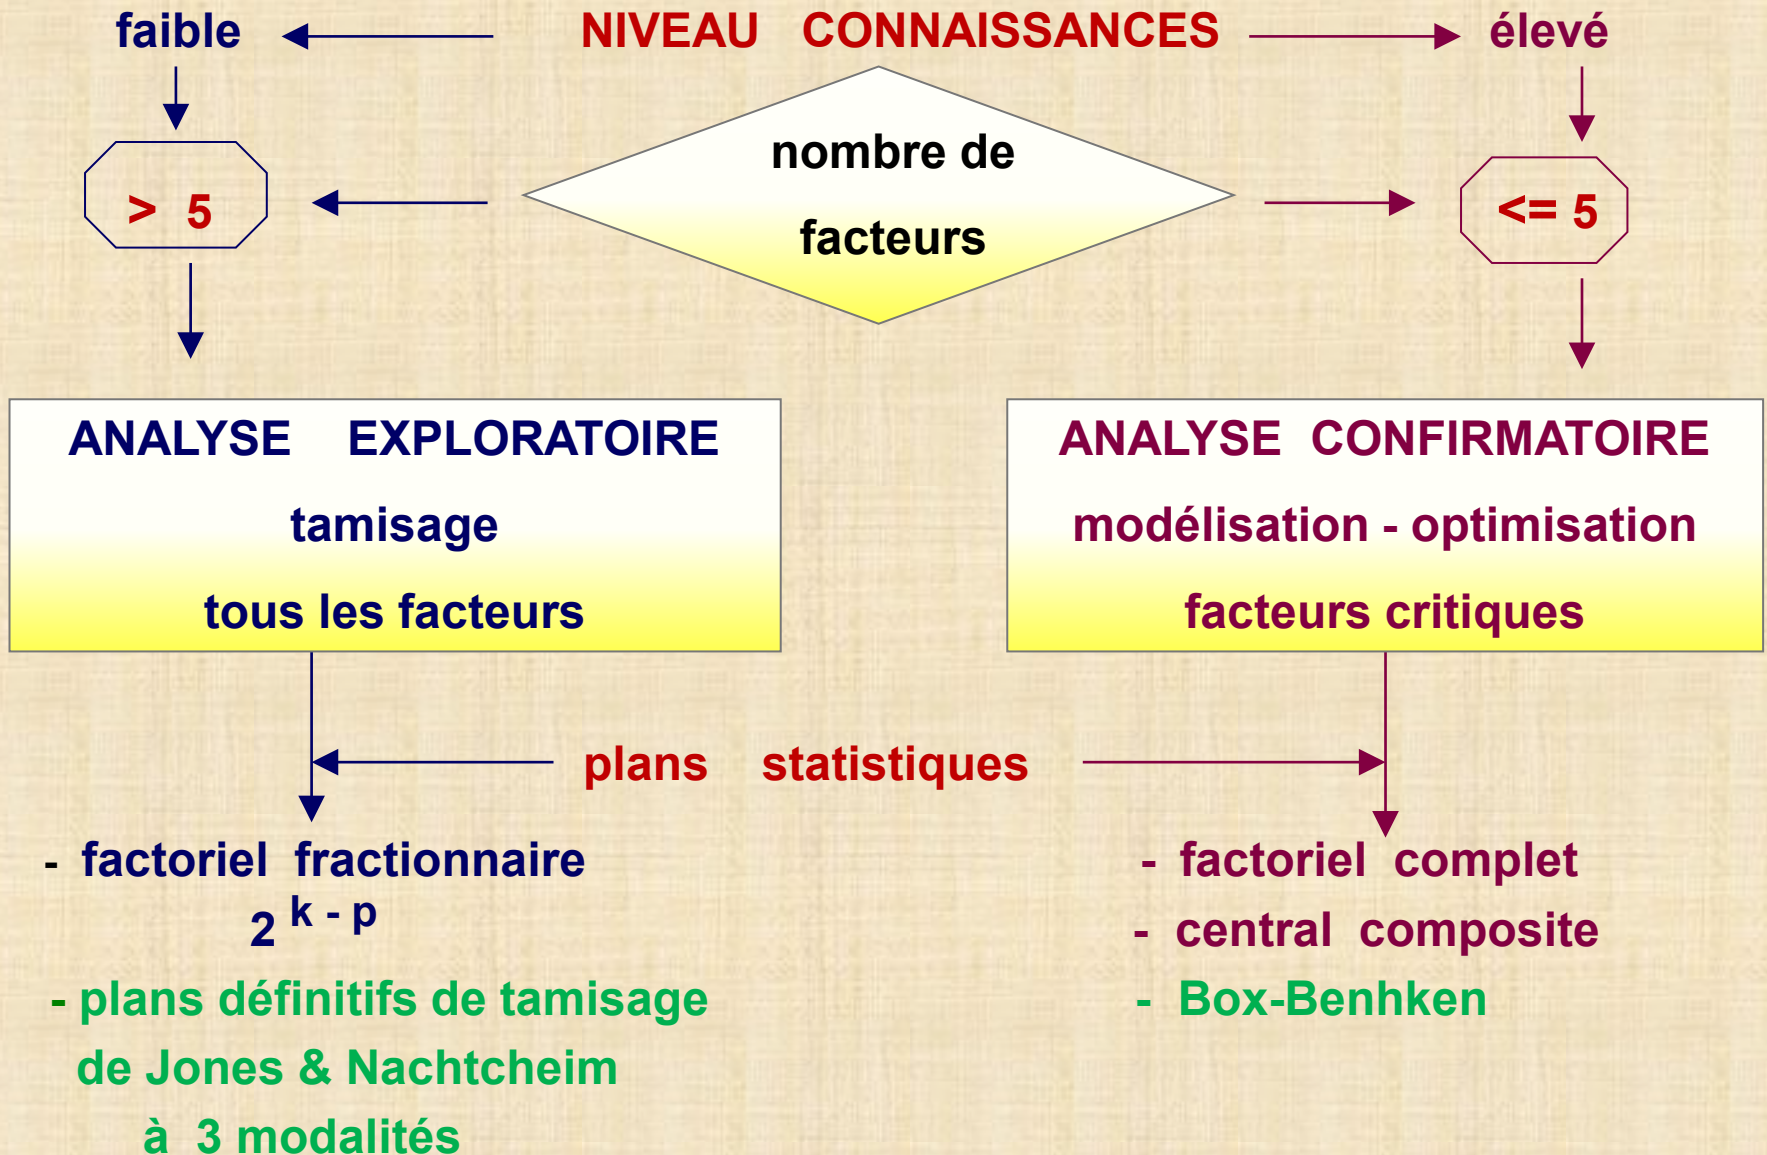 faible NIVEAU CONNAISSANCES élevé
nombre de
facteurs
> 5
<= 5
ANALYSE EXPLORATOIRE
tamisage
tous les facteurs
ANALYSE CONFIRMATOIRE
modélisation - optimisation
facteurs critiques
plans statistiques
- factoriel fractionnaire
2 k - p
- plans définitifs de tamisage
de Jones & Nachtcheim
à 3 modalités
- factoriel complet
- central composite
- Box-Benhken